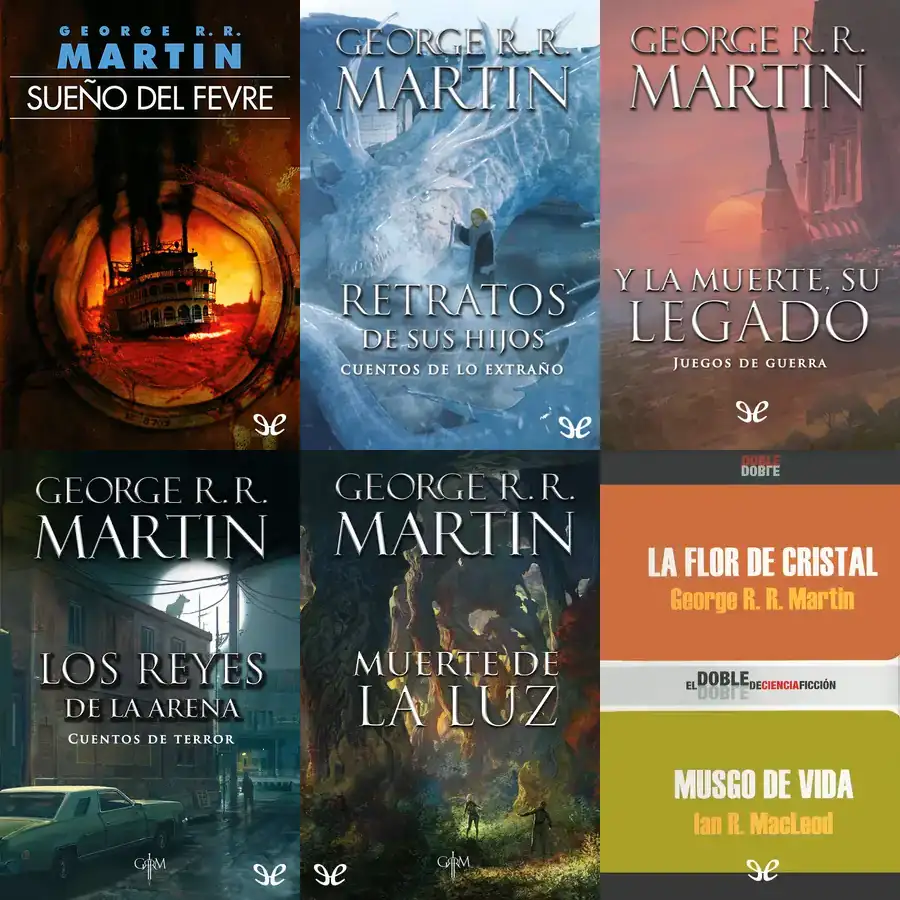 GEORGE R. R.
MARTIN
SUEÑO DEL FEVRE
GEORGE R. R.
MARTIN
RETRATOS
DE SUS HIJOS
CUENTOS DE LO EXTRAÑO
GEORGE R. R.
MARTIN
Y LA MUERTE, SU
LEGADO
JUEGOS DE GUERRA
GEORGE R. R.
MARTIN
LOS REYES
DE LA ARENA
CUENTOS DE TERROR
GRRM
GEORGE R. R.
MARTIN
MUERTE DE
LA LUZ
GRRM
DOBLE
LA FLOR DE CRISTAL
George R. R. Martin
EL DOBLE DE CIENCIA FICCIÓN
MUSGO DE VIDA
Ian R. MacLeod